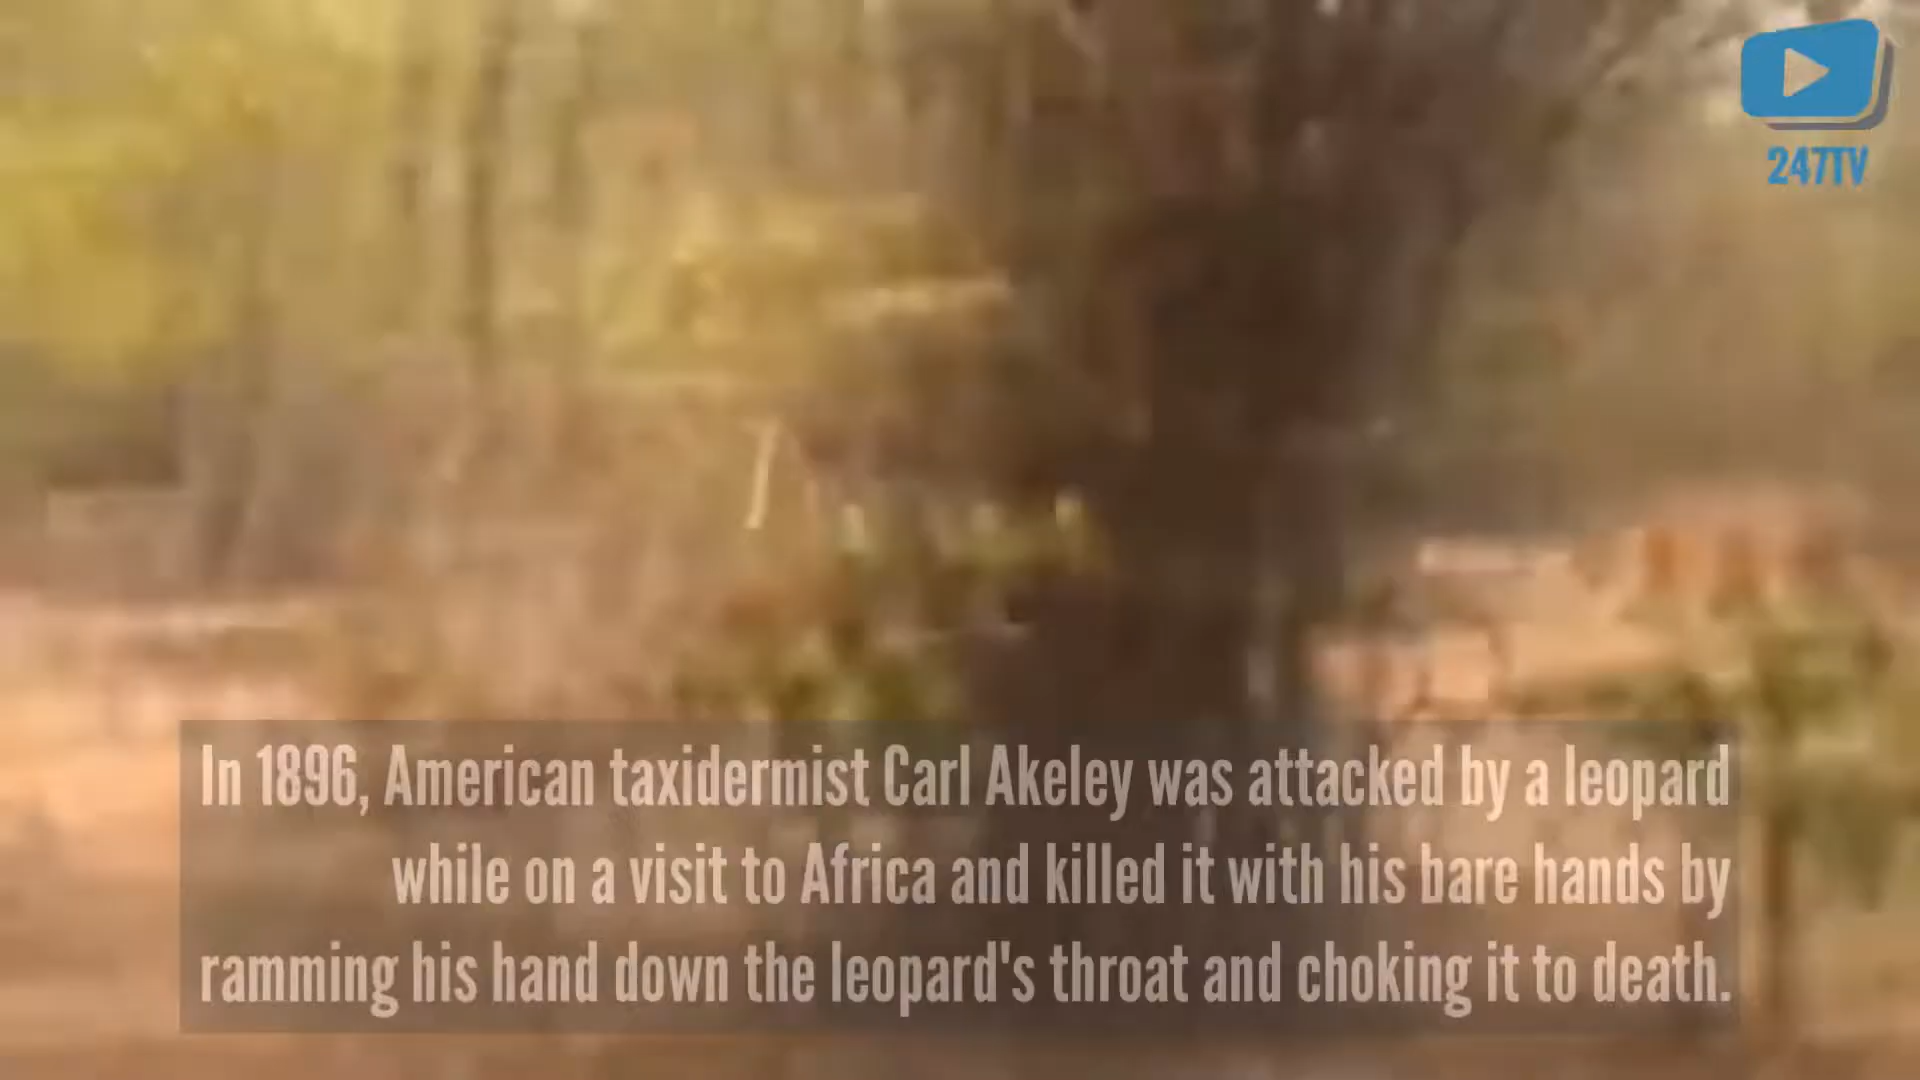 247TV
In 1896, American taxidermist Carl Akeley was attacked by a leopard
while on a visit to Africa and killed it with his bare hands by
ramming his hand down the leopard's throat and choking it to death.